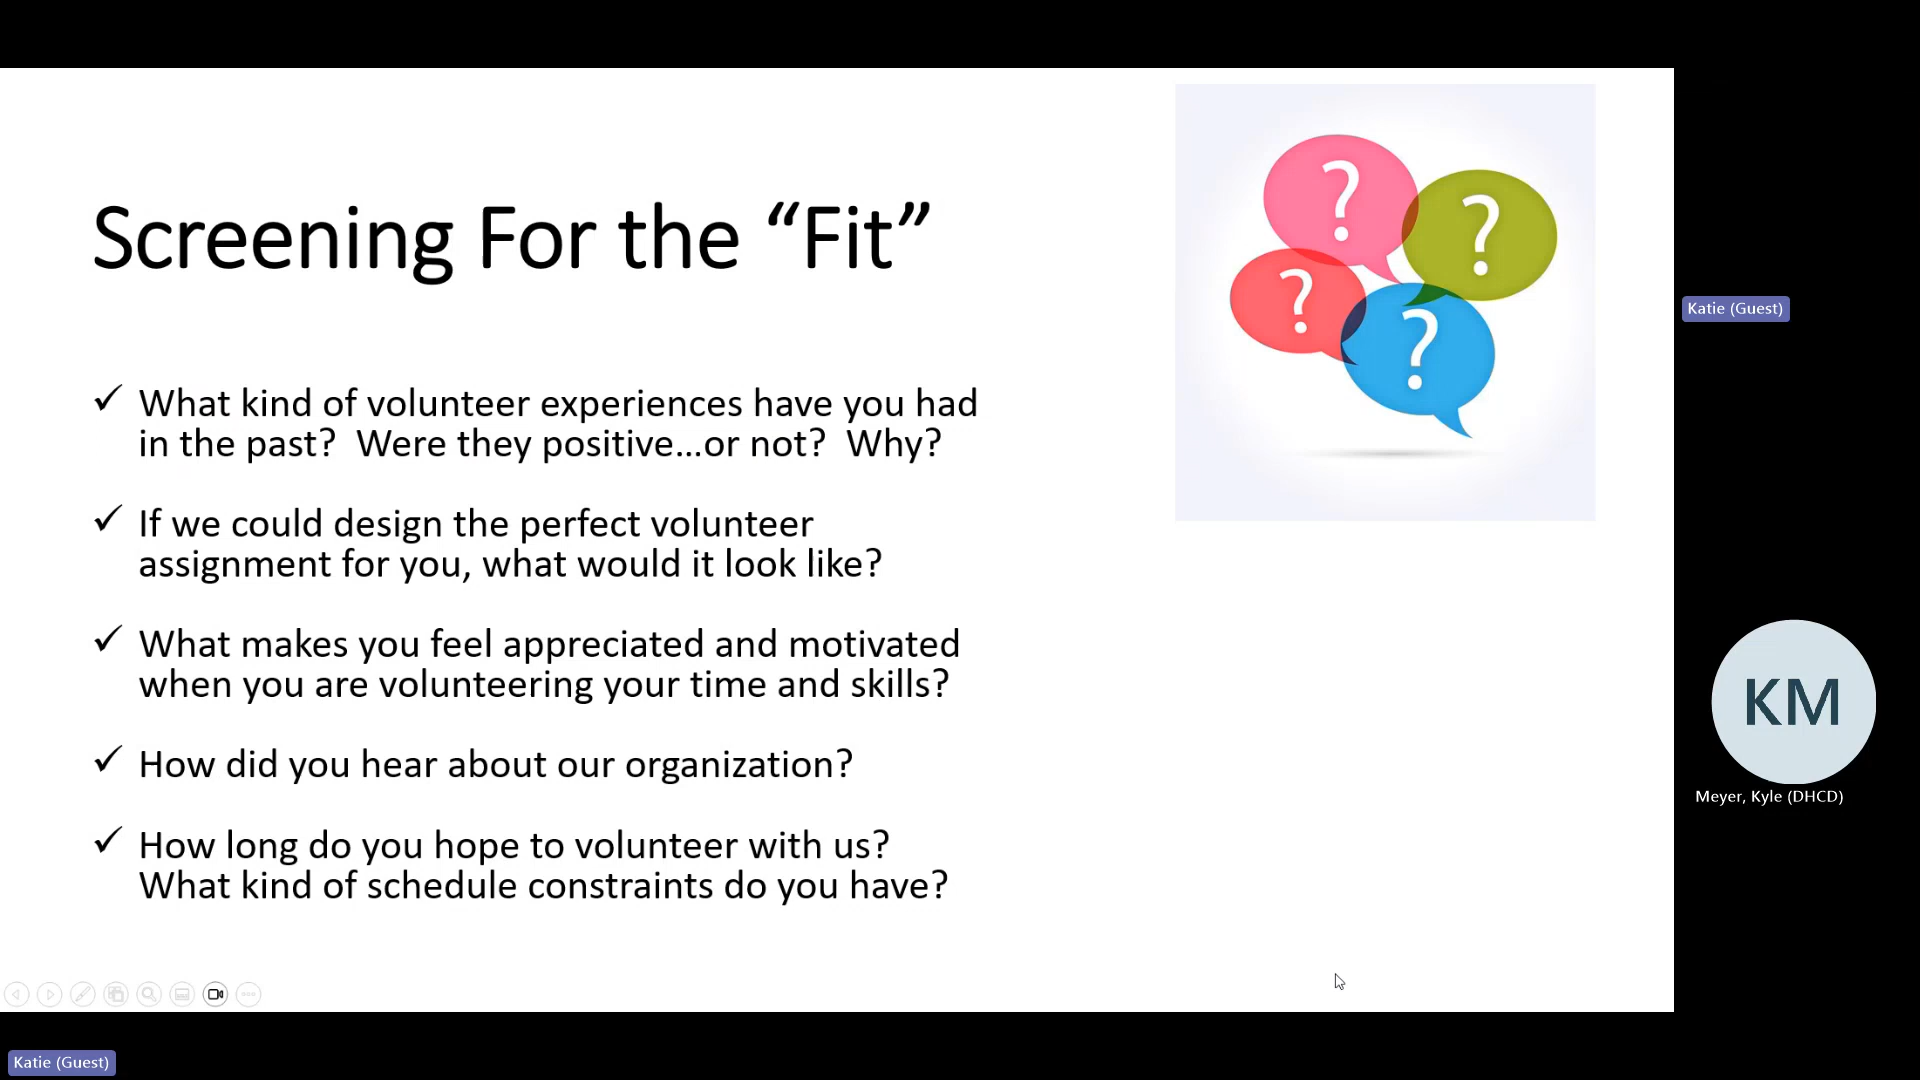 Screening For the “Fit”
✓ What kind of volunteer experiences have you had
in the past?  Were they positive…or not?  Why?
✓ If we could design the perfect volunteer
assignment for you, what would it look like?
✓ What makes you feel appreciated and motivated
when you are volunteering your time and skills?
✓ How did you hear about our organization?
✓ How long do you hope to volunteer with us?
What kind of schedule constraints do you have?
?
?
?
?
Katie (Guest)
KM
Meyer, Kyle (DHCD)
Katie (Guest)